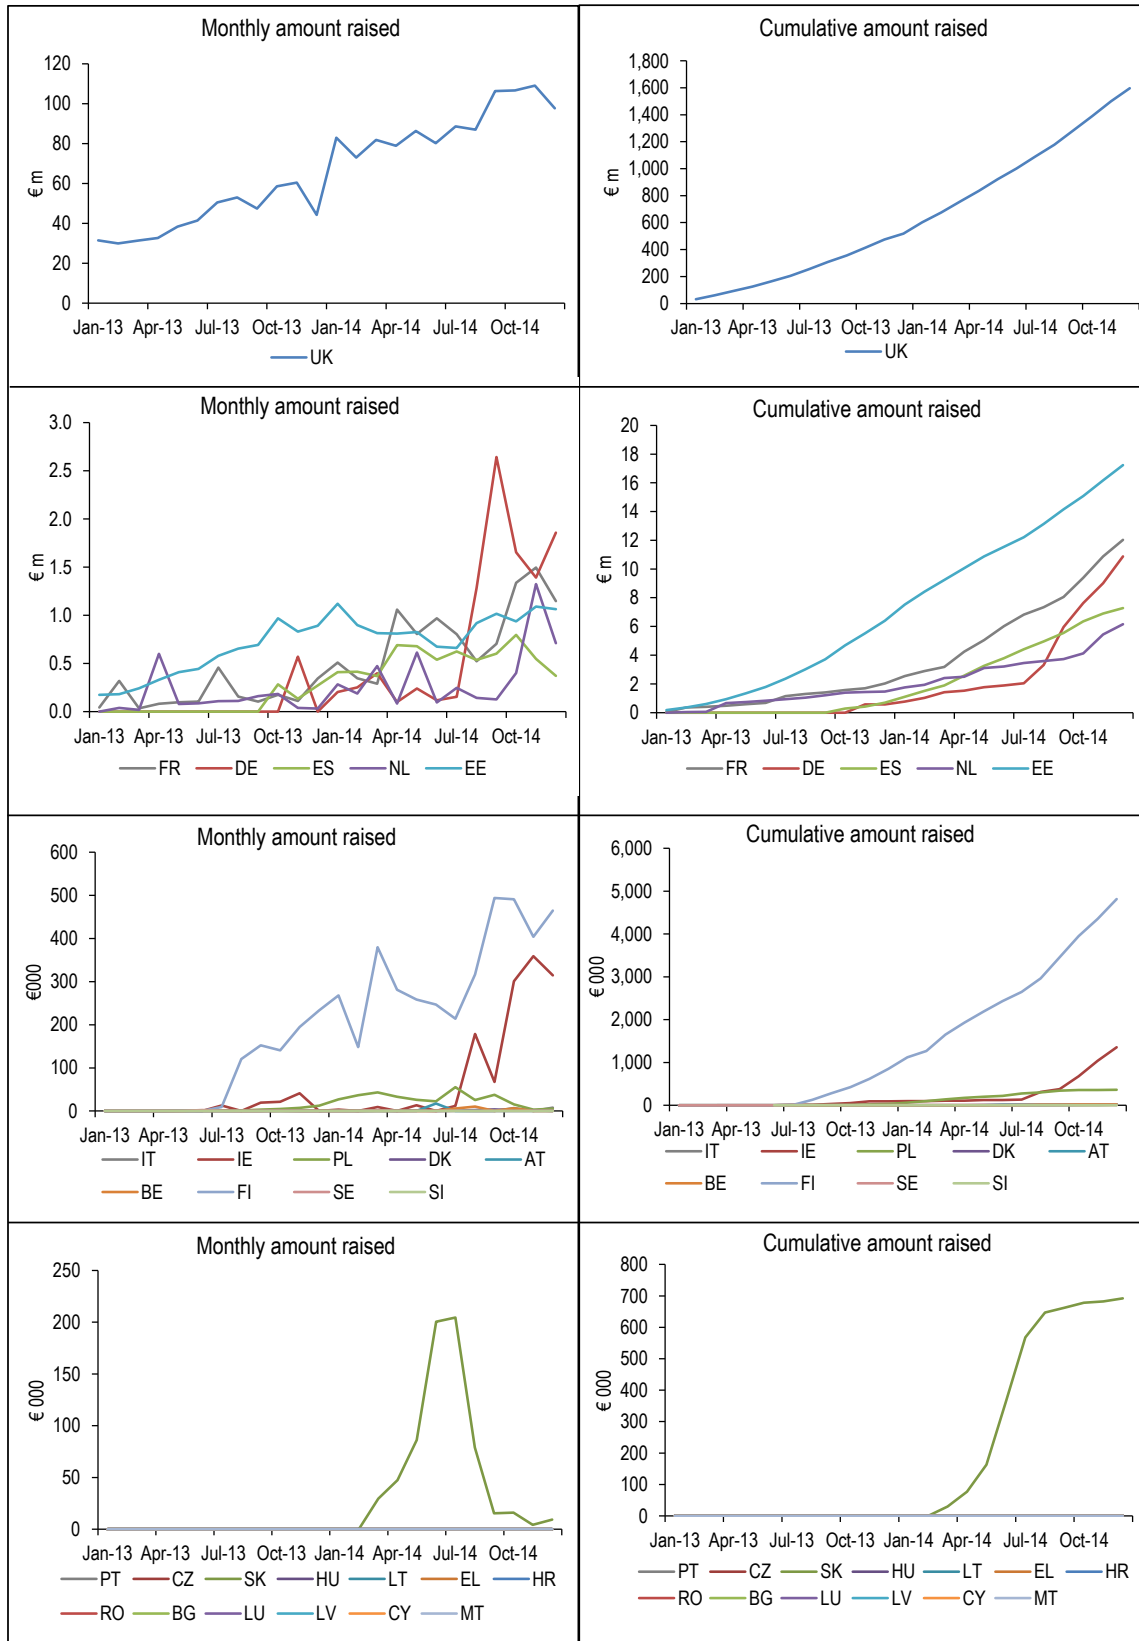 Monthly amount raised
120
100
80
60
40
20
0
€ m
Jan-13 Apr-13 Jul-13 Oct-13 Jan-14 Apr-14 Jul-14 Oct-14
UK
Cumulative amount raised
1,800
1,600
1,400
1,200
1,000
800
600
400
200
0
€ m
Jan-13 Apr-13 Jul-13 Oct-13 Jan-14 Apr-14 Jul-14 Oct-14
UK
Monthly amount raised
3.0
2.5
2.0
1.5
1.0
0.5
0.0
€ m
Jan-13 Apr-13 Jul-13 Oct-13 Jan-14 Apr-14 Jul-14 Oct-14
FR DE ES NL EE
Cumulative amount raised
20
18
16
14
12
10
8
6
4
2
0
€ m
Jan-13 Apr-13 Jul-13 Oct-13 Jan-14 Apr-14 Jul-14 Oct-14
FR DE ES NL EE
Monthly amount raised
600
500
400
300
200
100
0
€000
Jan-13 Apr-13 Jul-13 Oct-13 Jan-14 Apr-14 Jul-14 Oct-14
IT IE PL DK AT
BE FI SE SI
Cumulative amount raised
6,000
5,000
4,000
3,000
2,000
1,000
0
€ 000
Jan-13 Apr-13 Jul-13 Oct-13 Jan-14 Apr-14 Jul-14 Oct-14
IT IE PL DK AT
BE FI SE SI
Monthly amount raised
250
200
150
100
50
0
€ 000
Jan-13 Apr-13 Jul-13 Oct-13 Jan-14 Apr-14 Jul-14 Oct-14
PT CZ SK HU LT EL HR
RO BG LU LV CY MT
Cumulative amount raised
800
700
600
500
400
300
200
100
0
€ 000
Jan-13 Apr-13 Jul-13 Oct-13 Jan-14 Apr-14 Jul-14 Oct-14
PT CZ SK HU LT EL HR
RO BG LU LV CY MT